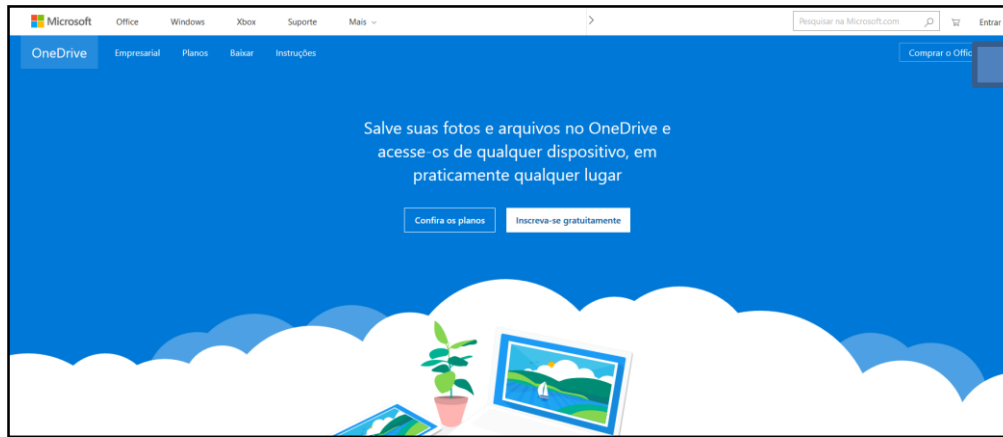 Microsoft Office Windows Xbox Suporte Mais Pesquisar na Microsoft.com Entrar
OneDrive Empresarial Planos Baixar Instruções Comprar o Offic
Salve suas fotos e arquivos no OneDrive e
acesse-os de qualquer dispositivo, em
praticamente qualquer lugar
Confira os planos Inscreva-se gratuitamente